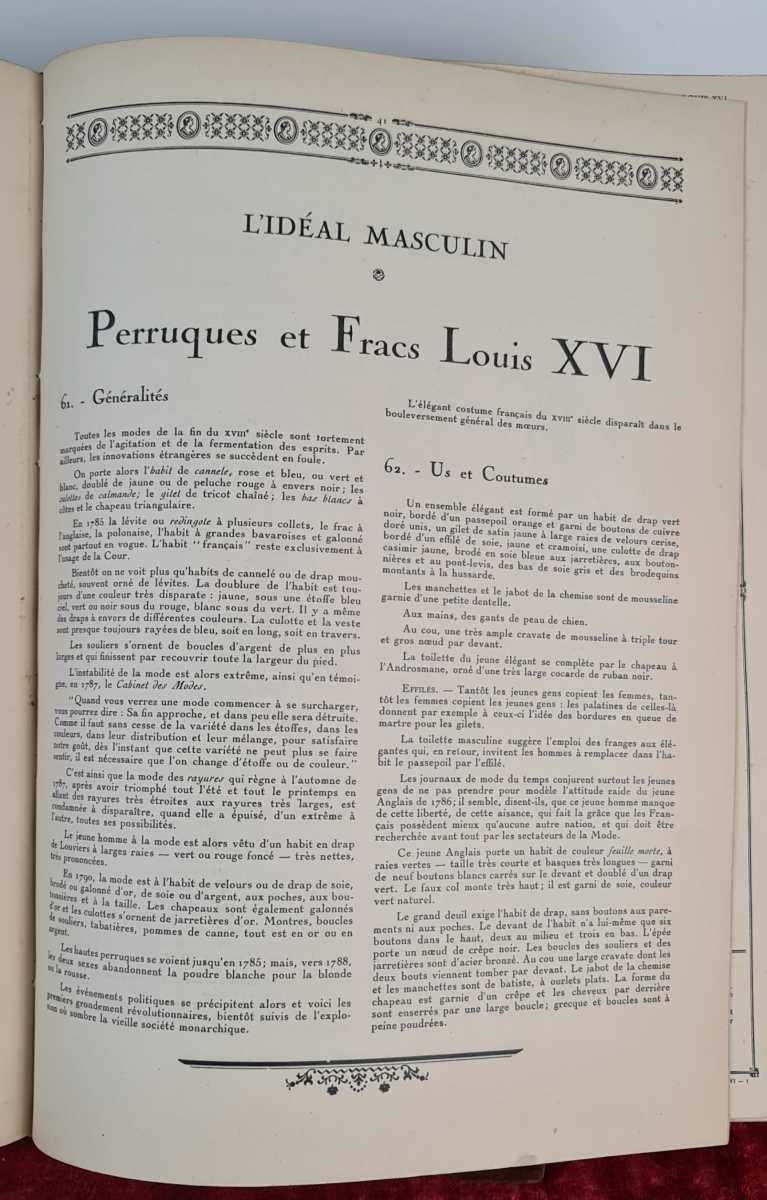 41
L'IDÉAL MASCULIN
Perruques et Fracs Louis XVI
61. - Généralités
Toutes les modes de la fin du XVIIIᵉ siècle sont fortement
marquées de l'agitation et de la fermentation des esprits. Par
ailleurs, les innovations étrangères se succèdent en foule.
On porte alors l'habit de cannele, rose et bleu, ou vert et
blanc, doublé de jaune ou de peluche rouge à envers noir ; les
culottes de calmande; le gilet de tricot chaîné ; les bas blancs à
côtes et le chapeau triangulaire.
En 1785 la lévite ou redingote à plusieurs collets, le frac à
l'anglaise, la polonaise, l'habit à grandes bavaroises et galonné
sont partout en vogue. L'habit "français" reste exclusivement à
l'usage de la Cour.
Bientôt on ne voit plus qu'habits de cannelé ou de drap mou-
cheté, souvent orné de lévites. La doublure de l'habit est tou-
jours d'une couleur très disparate : jaune, sous une étoffe bleu
ciel, vert ou noir sous du rouge, blanc sous du vert. Il y a même
des draps à envers de différentes couleurs. La culotte et la veste
sont presque toujours rayées de bleu, soit en long, soit en travers.
Les souliers s'ornent de boucles d'argent de plus en plus
larges et qui finissent par recouvrir toute la largeur du pied.
L'instabilité de la mode est alors extrême, ainsi qu'en témoi-
gne, en 1787, le Cabinet des Modes.
"Quand vous verrez une mode commencer à se surcharger,
vous pourrez dire : Sa fin approche, et dans peu elle sera détruite.
Comme il faut sans cesse de la variété dans les étoffes, dans les
couleurs, dans leur distribution et leur mélange, pour satisfaire
notre goût, dès l'instant que cette variété ne peut plus se faire
sentir, il est nécessaire que l'on change d'étoffe ou de couleur."
C'est ainsi que la mode des rayures qui règne à l'automne de
1787, après avoir triomphé tout l'été et tout le printemps en
allant des rayures très étroites aux rayures très larges, est
condamnée à disparaître, quand elle a épuisé, d'un extrême à
l'autre, toutes ses possibilités.
Le jeune homme à la mode est alors vêtu d'un habit en drap
de Louviers à larges raies — vert ou rouge foncé — très nettes,
très prononcées.
En 1790, la mode est à l'habit de velours ou de drap de soie,
brodé ou galonné d'or, de soie ou d'argent, aux poches, aux bou-
tonnières et à la taille. Les chapeaux sont également galonnés
d'or et les culottes s'ornent de jarretières d'or. Montres, boucles
de souliers, tabatières, pommes de canne, tout est en or ou en
argent.
Les hautes perruques se voient jusqu'en 1785 ; mais, vers 1788,
les deux sexes abandonnent la poudre blanche pour la blonde
ou la rousse.
Les événements politiques se précipitent alors et voici les
premiers grondement révolutionnaires, bientôt suivis de l'explo-
sion où sombre la vieille société monarchique.
L'élégant costume français du XVIIIᵉ siècle disparaît dans le
bouleversement général des mœurs.
62. - Us et Coutumes
Un ensemble élégant est formé par un habit de drap vert
noir, bordé d'un passepoil orange et garni de boutons de cuivre
doré unis, un gilet de satin jaune à large raies de velours cerise,
bordé d'un effilé de soie, jaune et cramoisi, une culotte de drap
casimir jaune, brodé en soie bleue aux jarretières, aux bouton-
nières et au pont-levis, des bas de soie gris et des brodequins
montants à la hussarde.
Les manchettes et le jabot de la chemise sont de mousseline
garnie d'une petite dentelle.
Aux mains, des gants de peau de chien.
Au cou, une très ample cravate de mousseline à triple tour
et gros nœud par devant.
La toilette du jeune élégant se complète par le chapeau à
l'Androsmane, orné d'une très large cocarde de ruban noir.
EFFILÉS. — Tantôt les jeunes gens copient les femmes, tan-
tôt les femmes copient les jeunes gens : les palatines de celles-là
donnent par exemple à ceux-ci l'idée des bordures en queue de
martre pour les gilets.
La toilette masculine suggère l'emploi des franges aux élé-
gantes qui, en retour, invitent les hommes à remplacer dans l'ha-
bit le passepoil par l'effilé.
Les journaux de mode du temps conjurent surtout les jeunes
gens de ne pas prendre pour modèle l'attitude raide du jeune
Anglais de 1786 ; il semble, disent-ils, que ce jeune homme manque
de cette liberté, de cette aisance, qui fait la grâce que les Fran-
çais possèdent mieux qu'aucune autre nation, et qui doit être
recherchée avant tout par les sectateurs de la Mode.
Ce jeune Anglais porte un habit de couleur feuille morte, à
raies vertes — taille très courte et basques très longues — garni
de neuf boutons blancs carrés sur le devant et doublé d'un drap
vert. Le faux col monte très haut ; il est garni de soie, couleur
vert naturel.
Le grand deuil exige l'habit de drap, sans boutons aux pare-
ments ni aux poches. Le devant de l'habit n'a lui-même que six
boutons dans le haut, deux au milieu et trois en bas. L'épée
porte un nœud de crêpe noir. Les boucles des souliers et des
jarretières sont d'acier bronzé. Au cou une large cravate dont les
deux bouts viennent tomber par devant. Le jabot de la chemise
et les manchettes sont de batiste, à ourlets plats. La forme du
chapeau est garnie d'un crêpe et les cheveux par derrière
sont enserrés par une large boucle ; grecque et boucles sont à
peine poudrées.